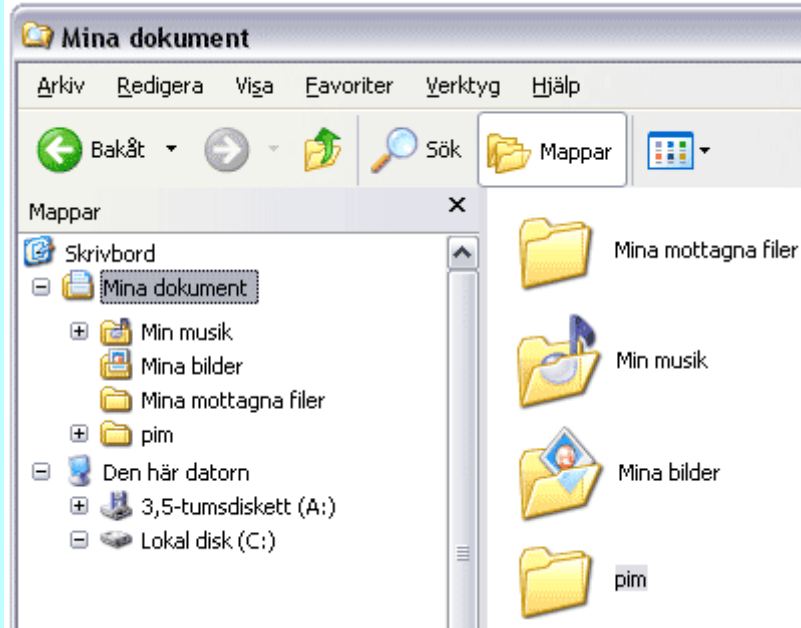 Mina dokument
Arkiv Redigera Visa Favoriter Verktyg Hjälp
Bakåt Sök Mappar
Mappar
Skrivbord
Mina dokument
Min musik
Mina bilder
Mina mottagna filer
pim
Den här datorn
3,5-tumsdiskett (A:)
Lokal disk (C:)
Mina mottagna filer
Min musik
Mina bilder
pim